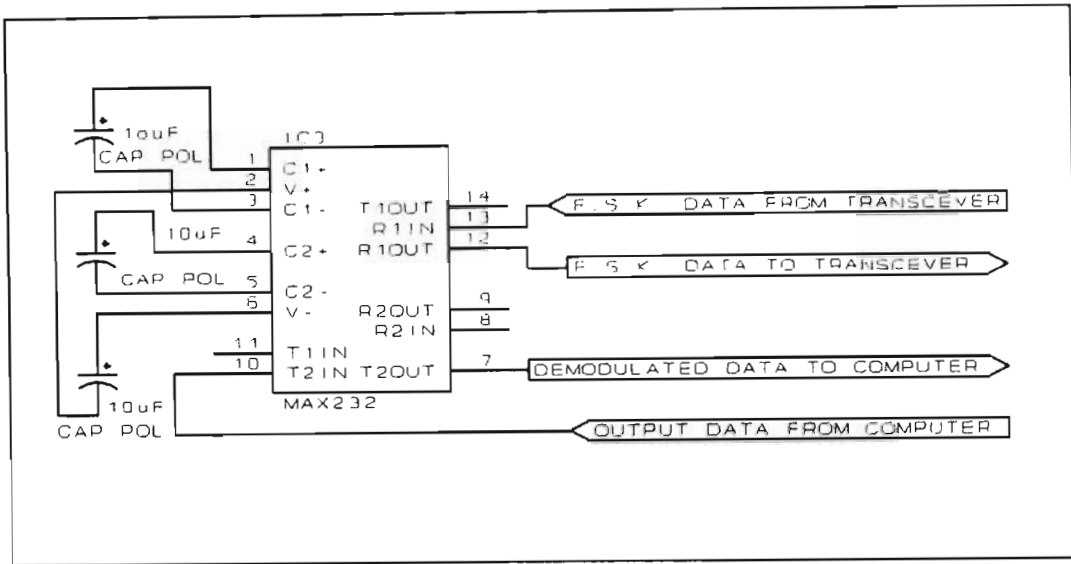 1ouF
CAP POL
IC3
1
2
3
C1+
V+
C1-
10uF
4
C2+
CAP POL
5
6
C2-
V-
11
10
T1IN
T2IN
10uF
CAP POL
MAX232
T1OUT
R1IN
R1OUT
14
13
12
R2OUT
R2IN
9
8
T2OUT
7
F.S K DATA FROM TRANSCEVER
F S K DATA TO TRANSCEVER
DEMODULATED DATA TO COMPUTER
OUTPUT DATA FROM COMPUTER